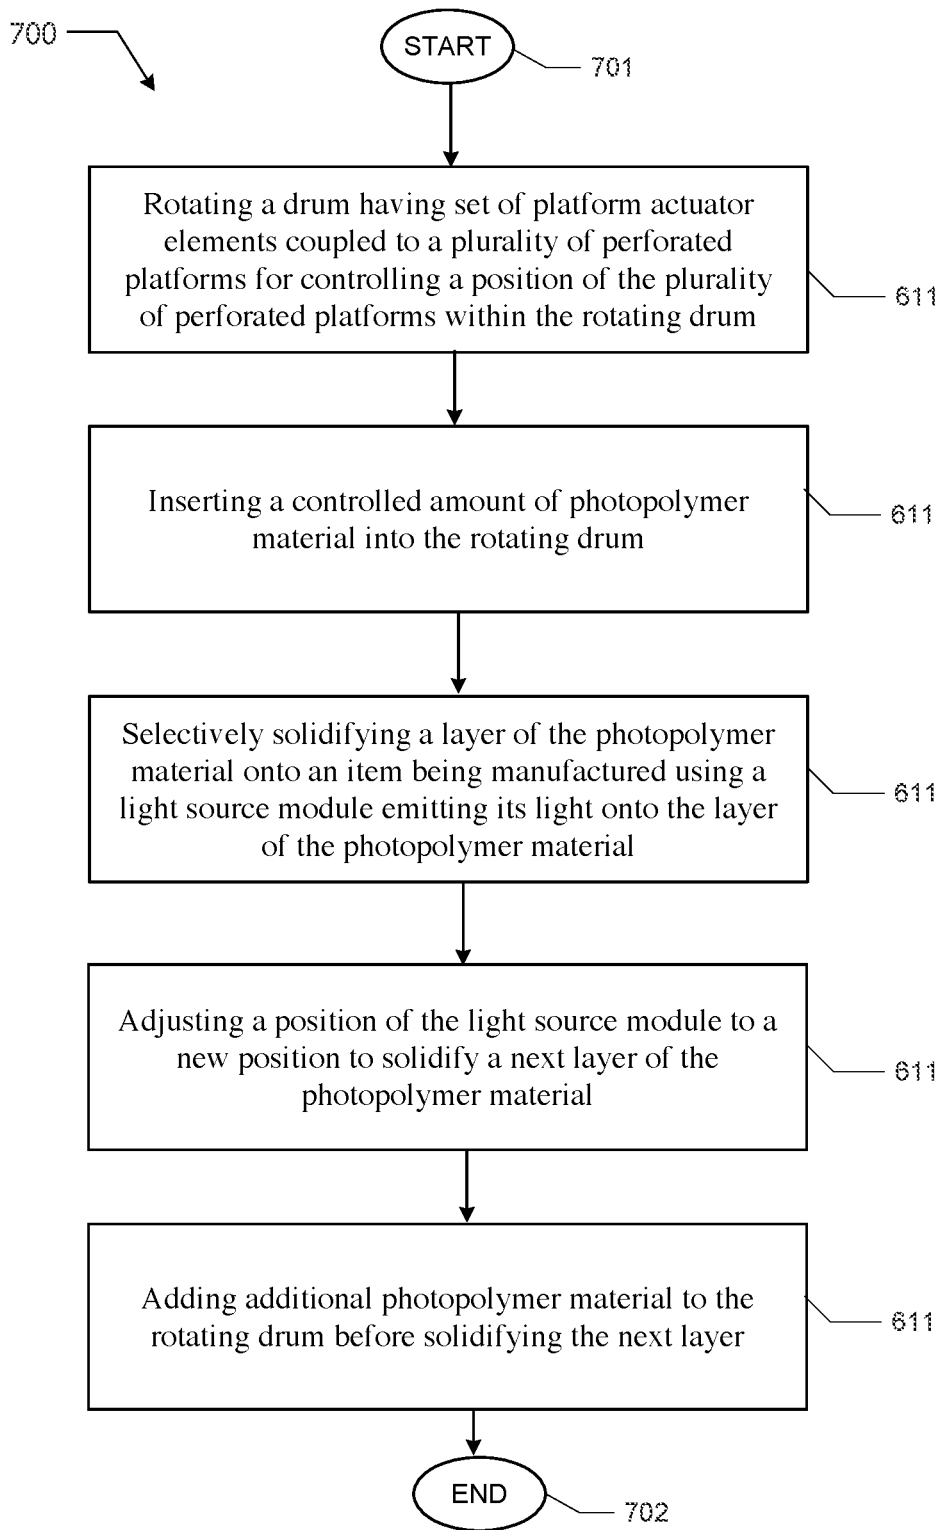 700
START
701
Rotating a drum having set of platform actuator
elements coupled to a plurality of perforated
platforms for controlling a position of the plurality
of perforated platforms within the rotating drum
611
Inserting a controlled amount of photopolymer
material into the rotating drum
611
Selectively solidifying a layer of the photopolymer
material onto an item being manufactured using a
light source module emitting its light onto the layer
of the photopolymer material
611
Adjusting a position of the light source module to a
new position to solidify a next layer of the
photopolymer material
611
Adding additional photopolymer material to the
rotating drum before solidifying the next layer
611
END
702